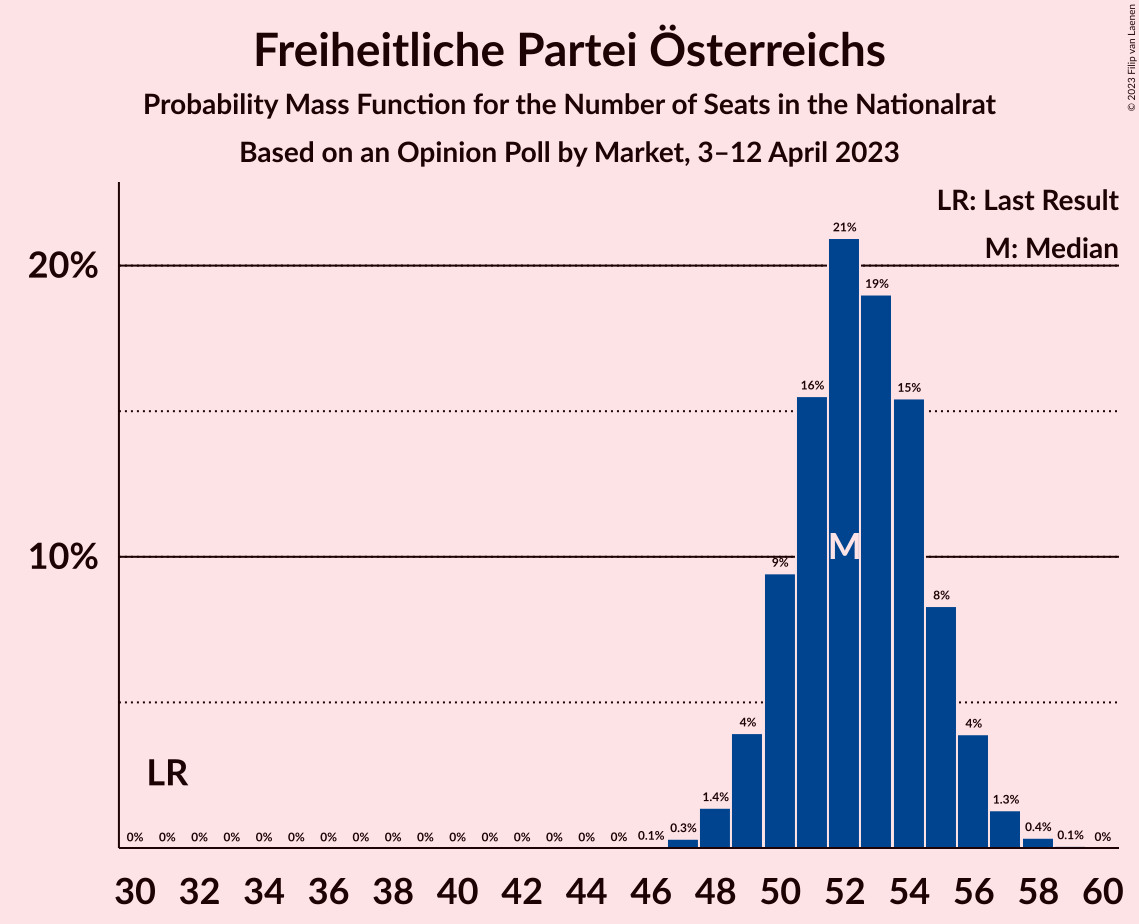 Freiheitliche Partei Österreichs
Probability Mass Function for the Number of Seats in the Nationalrat
Based on an Opinion Poll by Market, 3–12 April 2023
© 2023 Filip van Laenen
LR: Last Result
M: Median
20%
10%
21%
19%
16%
15%
9%
8%
4%
4%
1.4%
1.3%
0% 0% 0% 0% 0% 0% 0% 0% 0% 0% 0% 0% 0% 0% 0% 0% 0.1% 0.3% 0.4% 0.1% 0%
M
LR
30 32 34 36 38 40 42 44 46 48 50 52 54 56 58 60